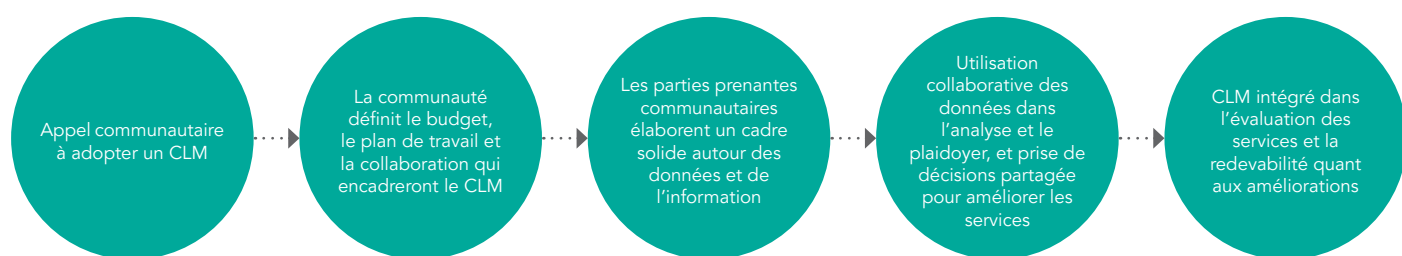 Appel communautaire
à adopter un CLM
La communauté
définit le budget,
le plan de travail et
la collaboration qui
encadreront le CLM
Les parties prenantes
communautaires
élaborent un cadre
solide autour des
données et de
l'information
Utilisation
collaborative des
données dans
l'analyse et le
plaidoyer, et prise de
décisions partagée
pour améliorer les
services
CLM intégré dans
l'évaluation des
services et la
redevabilité quant
aux améliorations